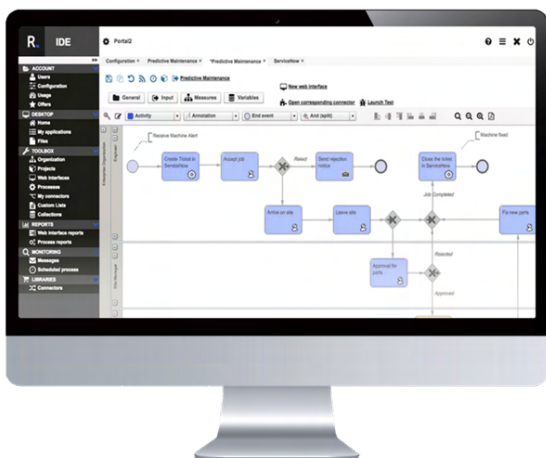 R. IDE
Portal2
Configuration × Predictive Maintenance × *Predictive Maintenance × ServiceNow ×
Predictive Maintenance
New web interface
Open corresponding connector Launch Test
General Input Measures Variables
Activity Annotation End event And (split)
ACCOUNT
Users
Configuration
Usage
Offers
DESKTOP
Home
My applications
Files
TOOLBOX
Organization
Projects
Web Interfaces
Processes
My connectors
Custom Lists
Collections
REPORTS
Web interface reports
Process reports
MONITORING
Messages
Scheduled process
LIBRARIES
Connectors
Enterprise Organization
Engineer
Receive Machine Alert
Create Ticket in ServiceNow
Accept job
Reject
Send rejection notice
Close the ticket in ServiceNow
Machine fixed
Job Completed
Arrive on site
Leave site
Fix new parts
Rejected
Approval for parts
Approved